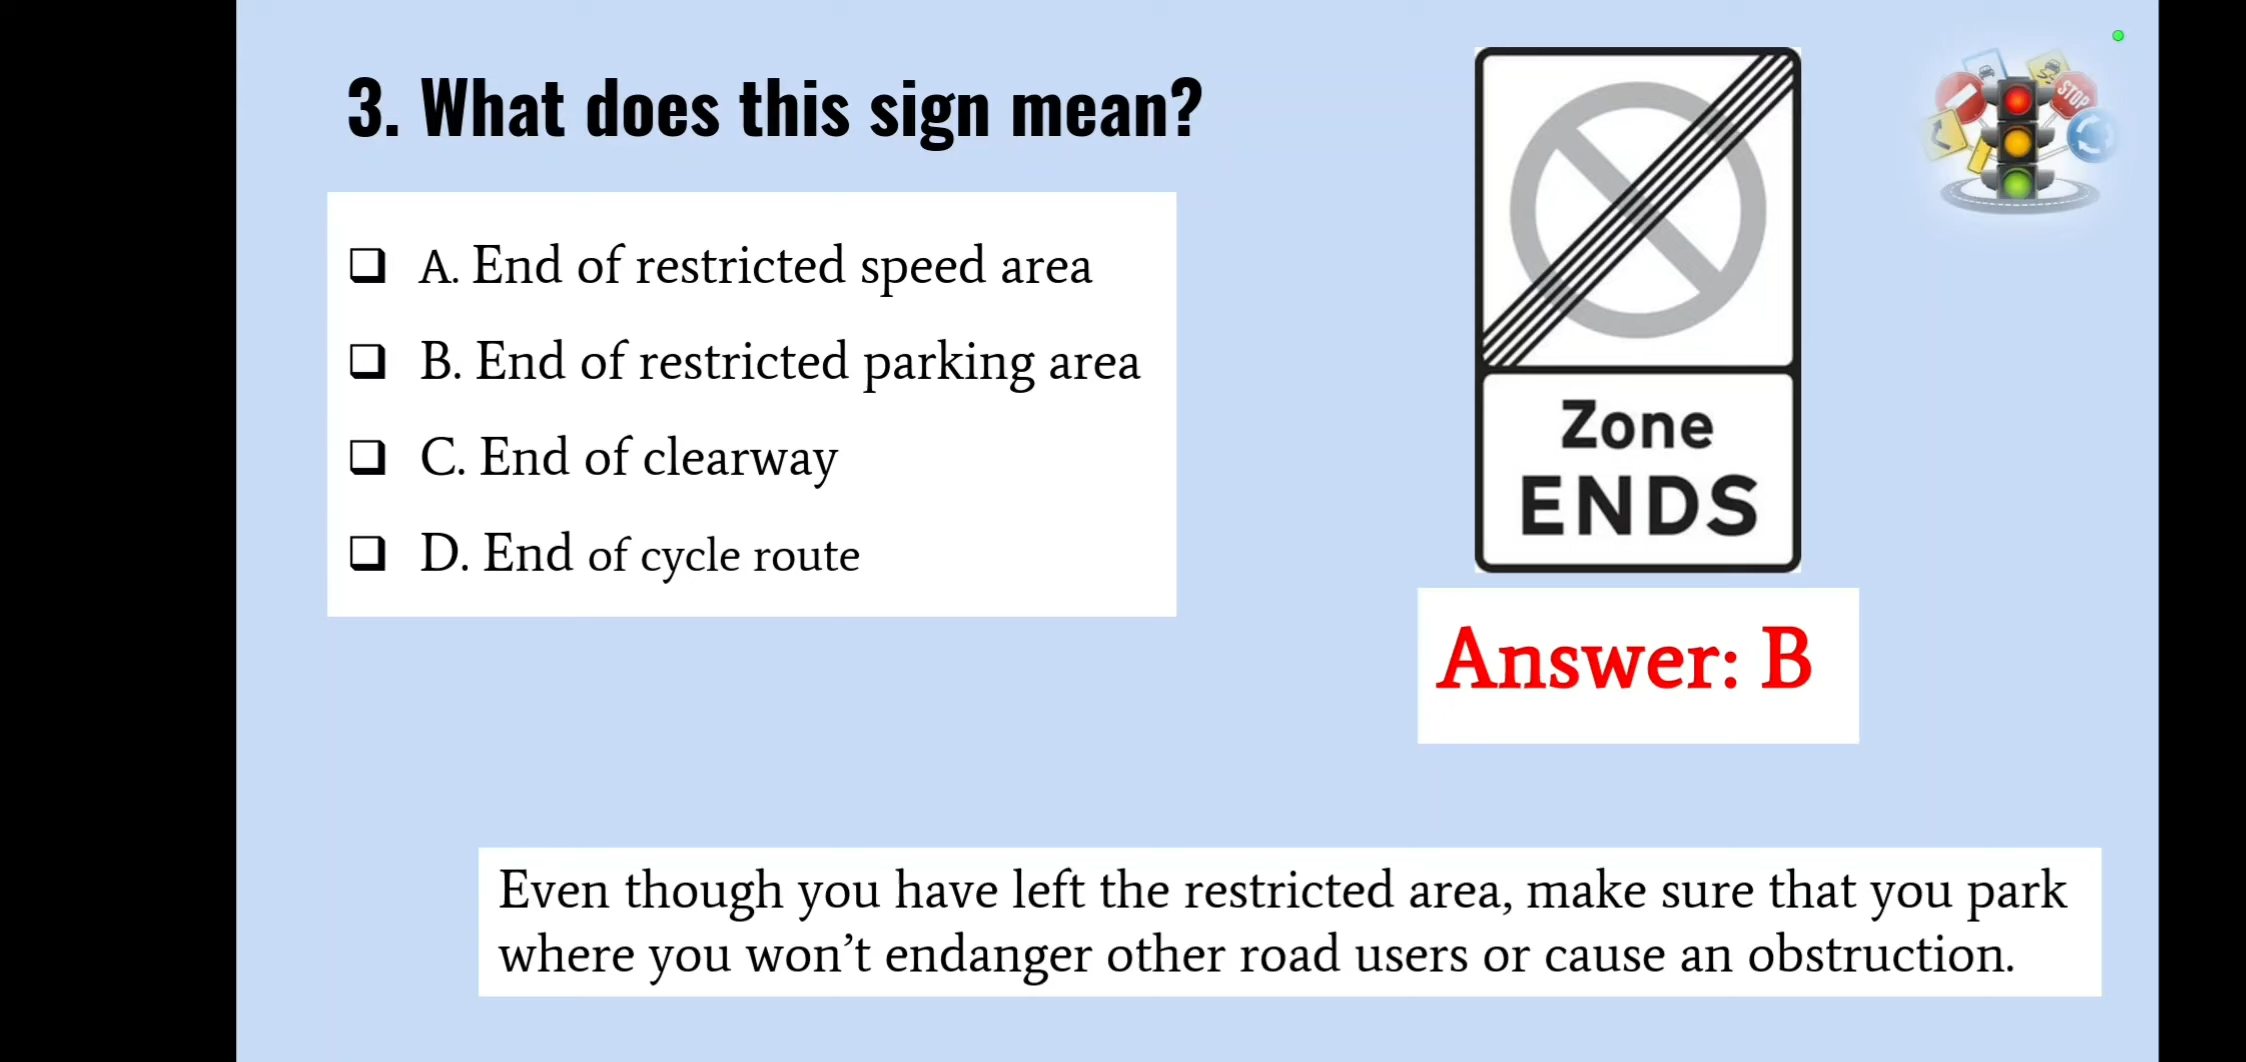 3. What does this sign mean?
A. End of restricted speed area
B. End of restricted parking area
C. End of clearway
D. End of cycle route
Zone
ENDS
STOP
Answer: B
Even though you have left the restricted area, make sure that you park
where you won’t endanger other road users or cause an obstruction.